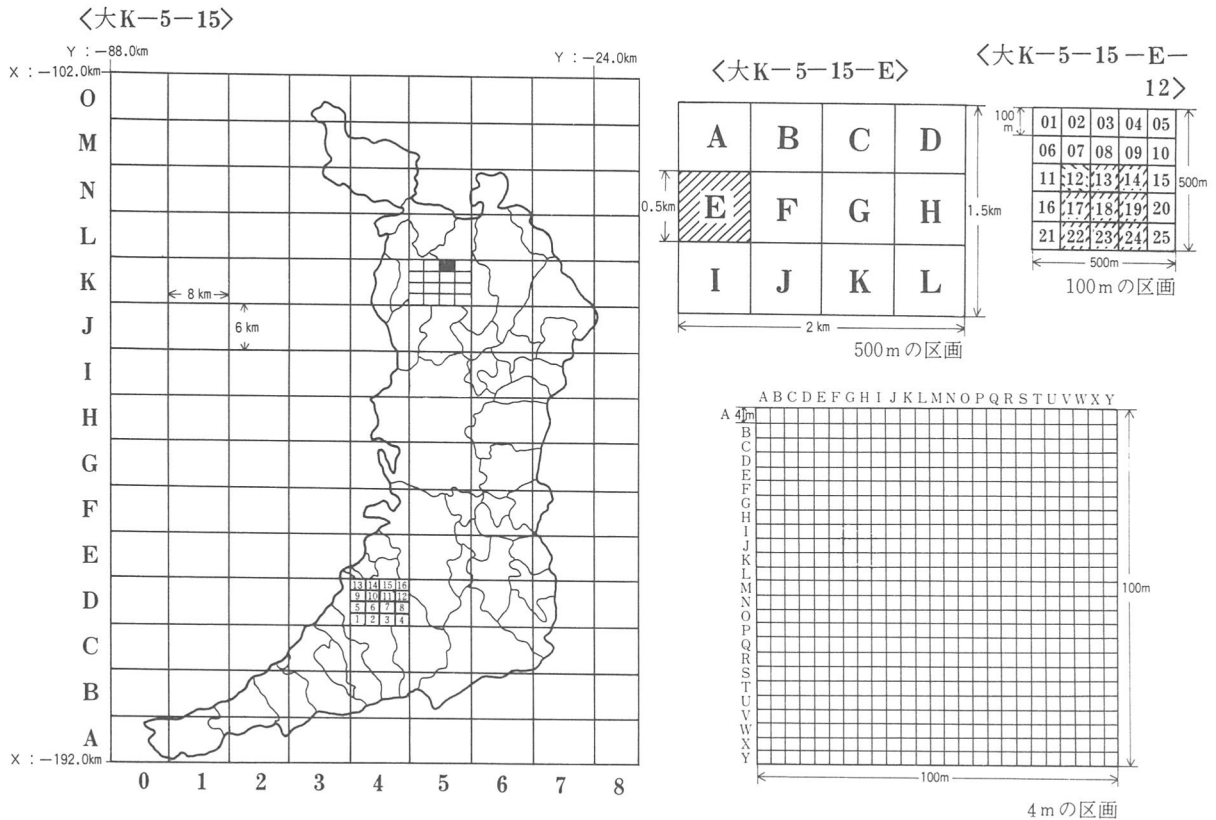 〈大K－5－15〉
Y：－88.0km
Y：－24.0km
X：－102.0km
O
M
N
L
K
J
I
H
G
F
E
D
C
B
A
8 km
6 km
13 14 15 16
9 10 11 12
5 6 7 8
1 2 3 4
X：－192.0km
0 1 2 3 4 5 6 7 8
〈大K－5－15－E〉
A B C D
E F G H
I J K L
0.5km
1.5km
2 km
500mの区画
〈大K－5－15－E－
12〉
100
m
01 02 03 04 05
06 07 08 09 10
11 12 13 14 15
16 17 18 19 20
21 22 23 24 25
500m
500m
100mの区画
A B C D E F G H I J K L M N O P Q R S T U V W X Y
A 4m
B
C
D
E
F
G
H
I
J
K
L
M
N
O
P
Q
R
S
T
U
V
W
X
Y
100m
100m
4mの区画